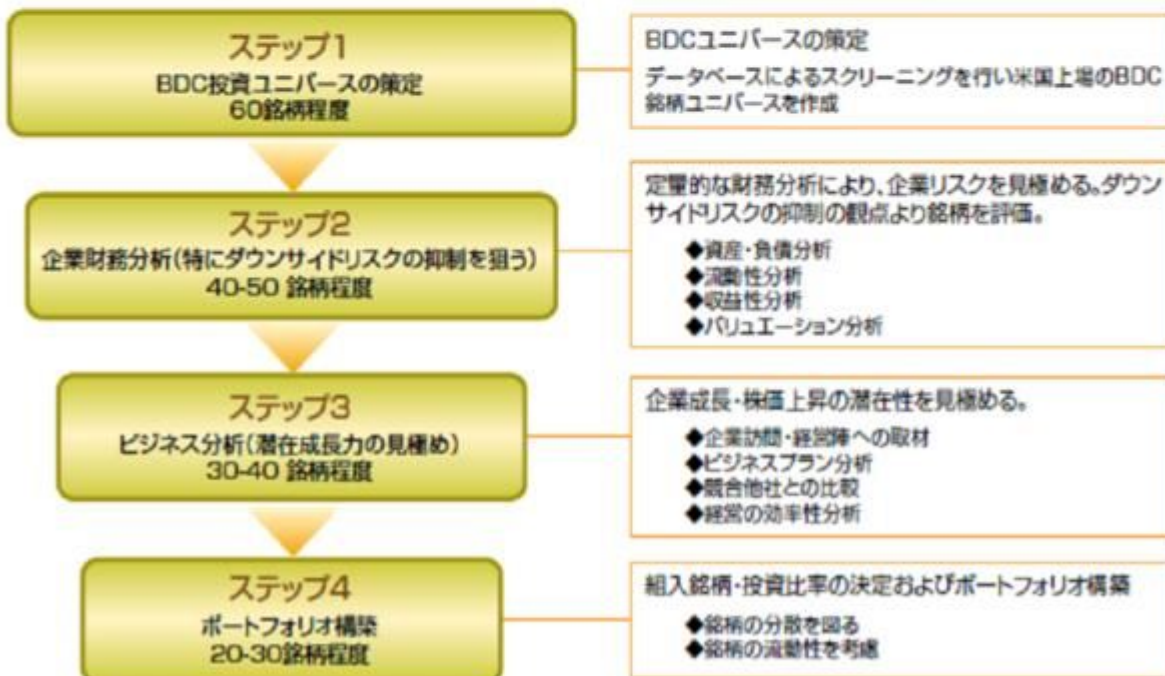 ステップ1
BDC投資ユニバースの策定
60銘柄程度
BDCユニバースの策定
データベースによるスクリーニングを行い米国上場のBDC
銘柄ユニバースを作成
ステップ2
企業財務分析(特にダウンサイドリスクの抑制を狙う)
40-50 銘柄程度
定量的な財務分析により、企業リスクを見極める。ダウン
サイドリスクの抑制の観点より銘柄を評価。
◆資産・負債分析
◆流動性分析
◆収益性分析
◆バリュエーション分析
ステップ3
ビジネス分析(潜在成長力の見極め)
30-40 銘柄程度
企業成長・株価上昇の潜在性を見極める。
◆企業訪問・経営陣への取材
◆ビジネスプラン分析
◆競合他社との比較
◆経営の効率性分析
ステップ4
ポートフォリオ構築
20-30銘柄程度
組入銘柄・投資比率の決定およびポートフォリオ構築
◆銘柄の分散を図る
◆銘柄の流動性を考慮